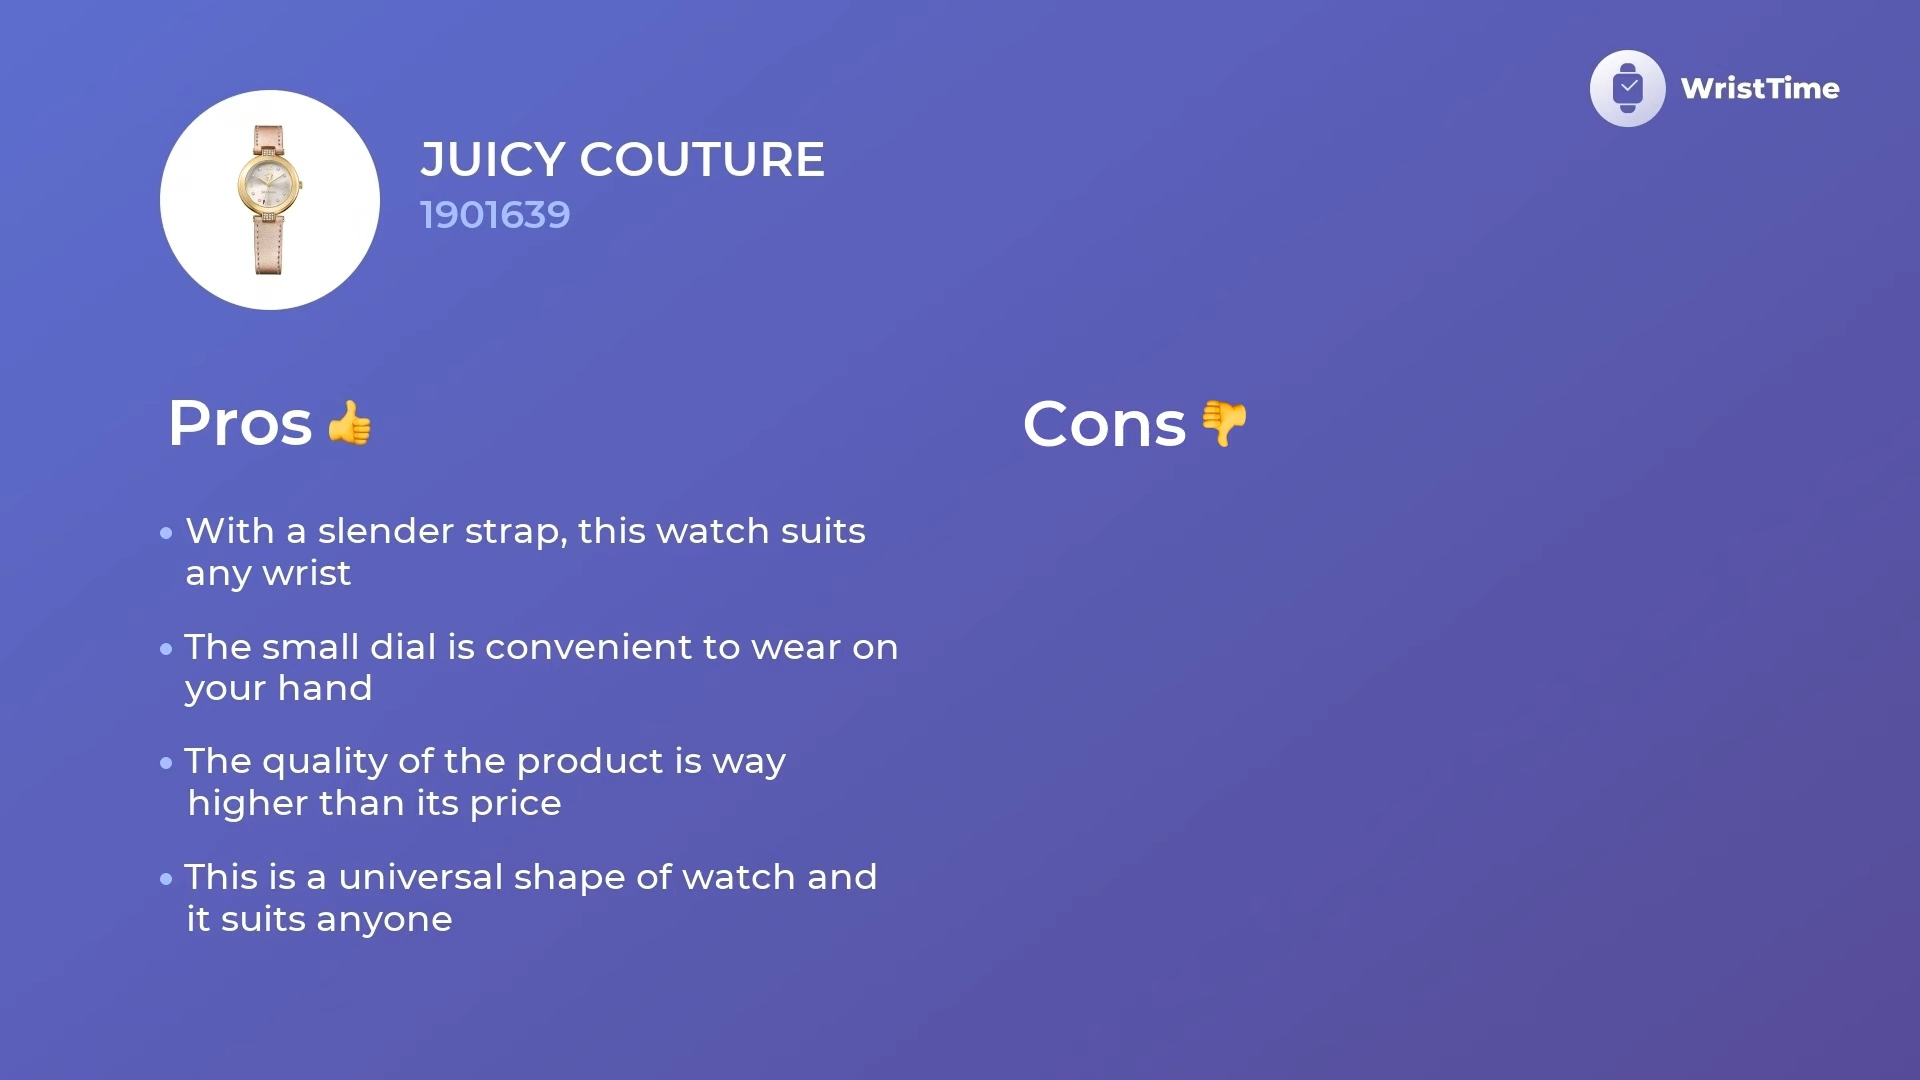 WristTime
JUICY COUTURE
1901639
Pros 👍
With a slender strap, this watch suits
any wrist
The small dial is convenient to wear on
your hand
The quality of the product is way
higher than its price
This is a universal shape of watch and
it suits anyone
Cons 👎